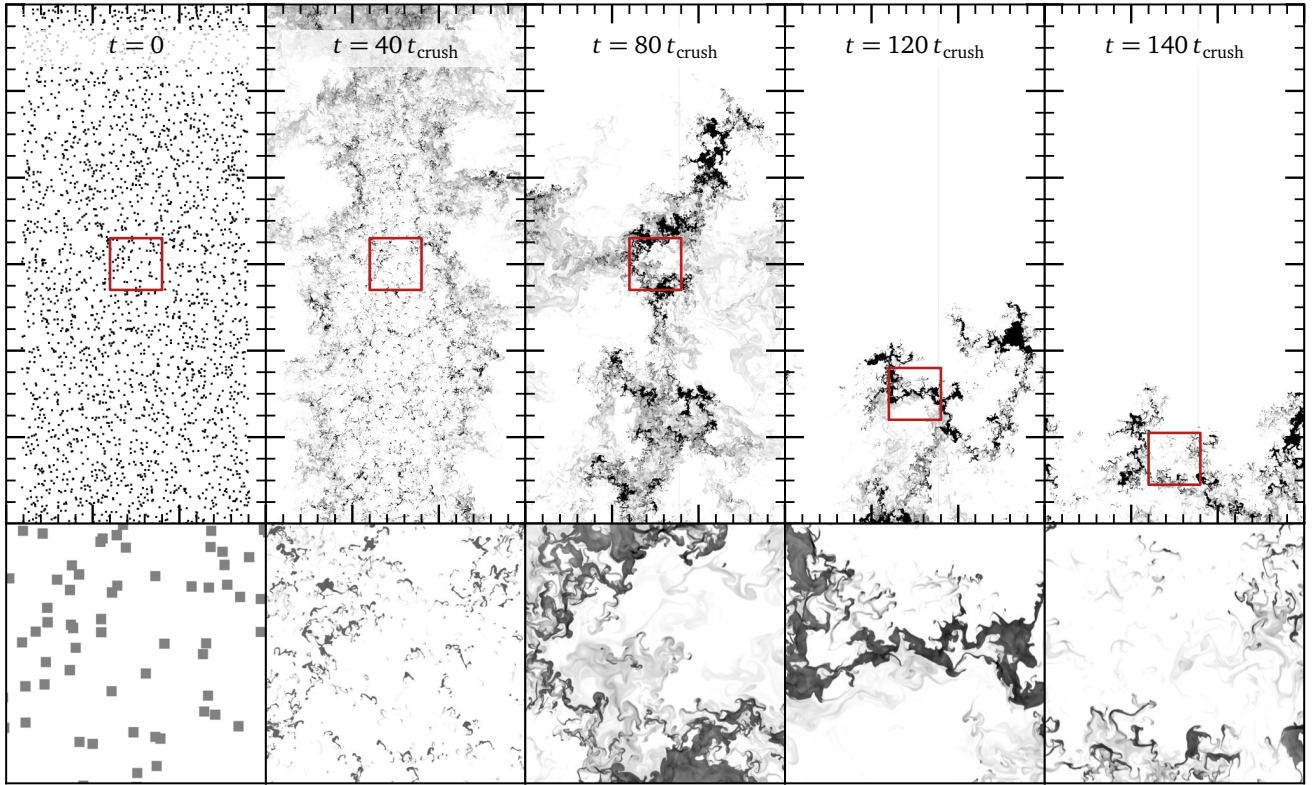 t = 0
t = 40 t_crush
t = 80 t_crush
t = 120 t_crush
t = 140 t_crush